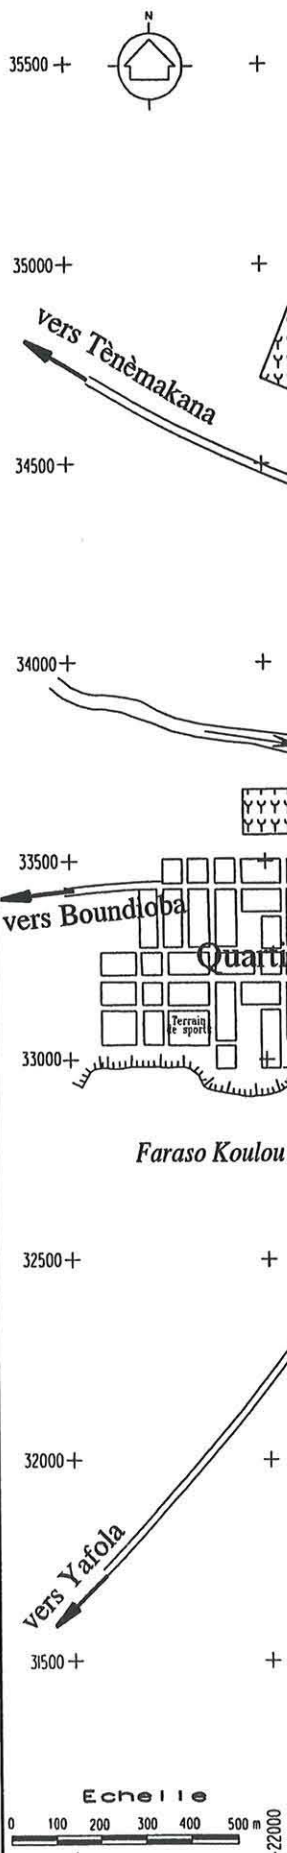 N
35500
35000
vers Tènèmakana
34500
34000
33500
vers Boundioba
Quarti
Terrain
de sports
33000
Faraso Koulou
32500
32000
vers Yafola
31500
Echelle
0 100 200 300 400 500 m
22000